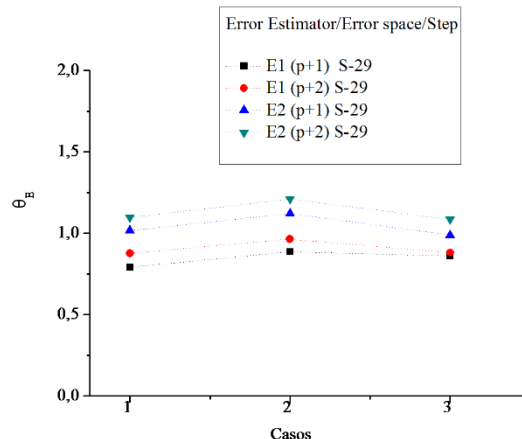 Error Estimator/Error space/Step
E1 (p+1) S-29
E1 (p+2) S-29
E2 (p+1) S-29
E2 (p+2) S-29
2,0
1,5
1,0
0,5
0,0
θ_B
1 2 3
Casos